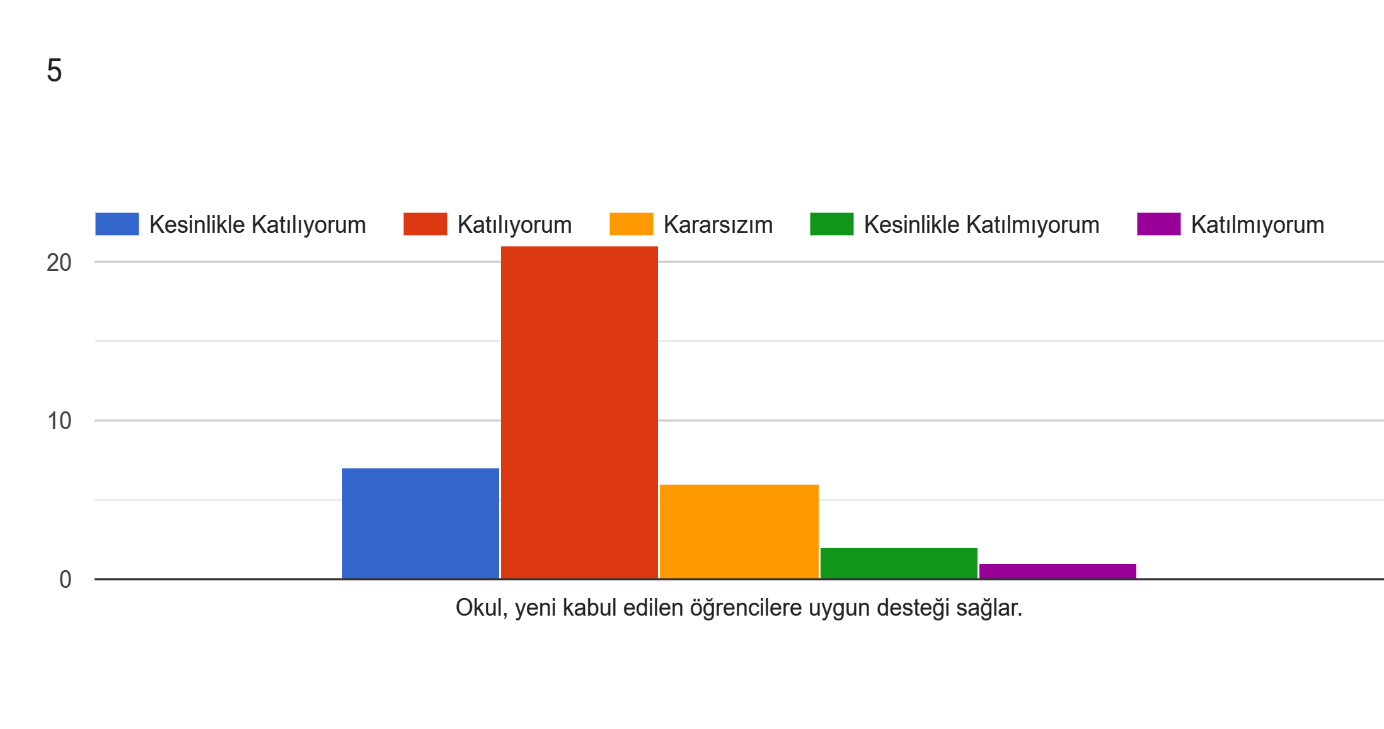 5
Kesinlikle Katılıyorum Katılıyorum Kararsızım Kesinlikle Katılmıyorum Katılmıyorum
20
10
0
Okul, yeni kabul edilen öğrencilere uygun desteği sağlar.